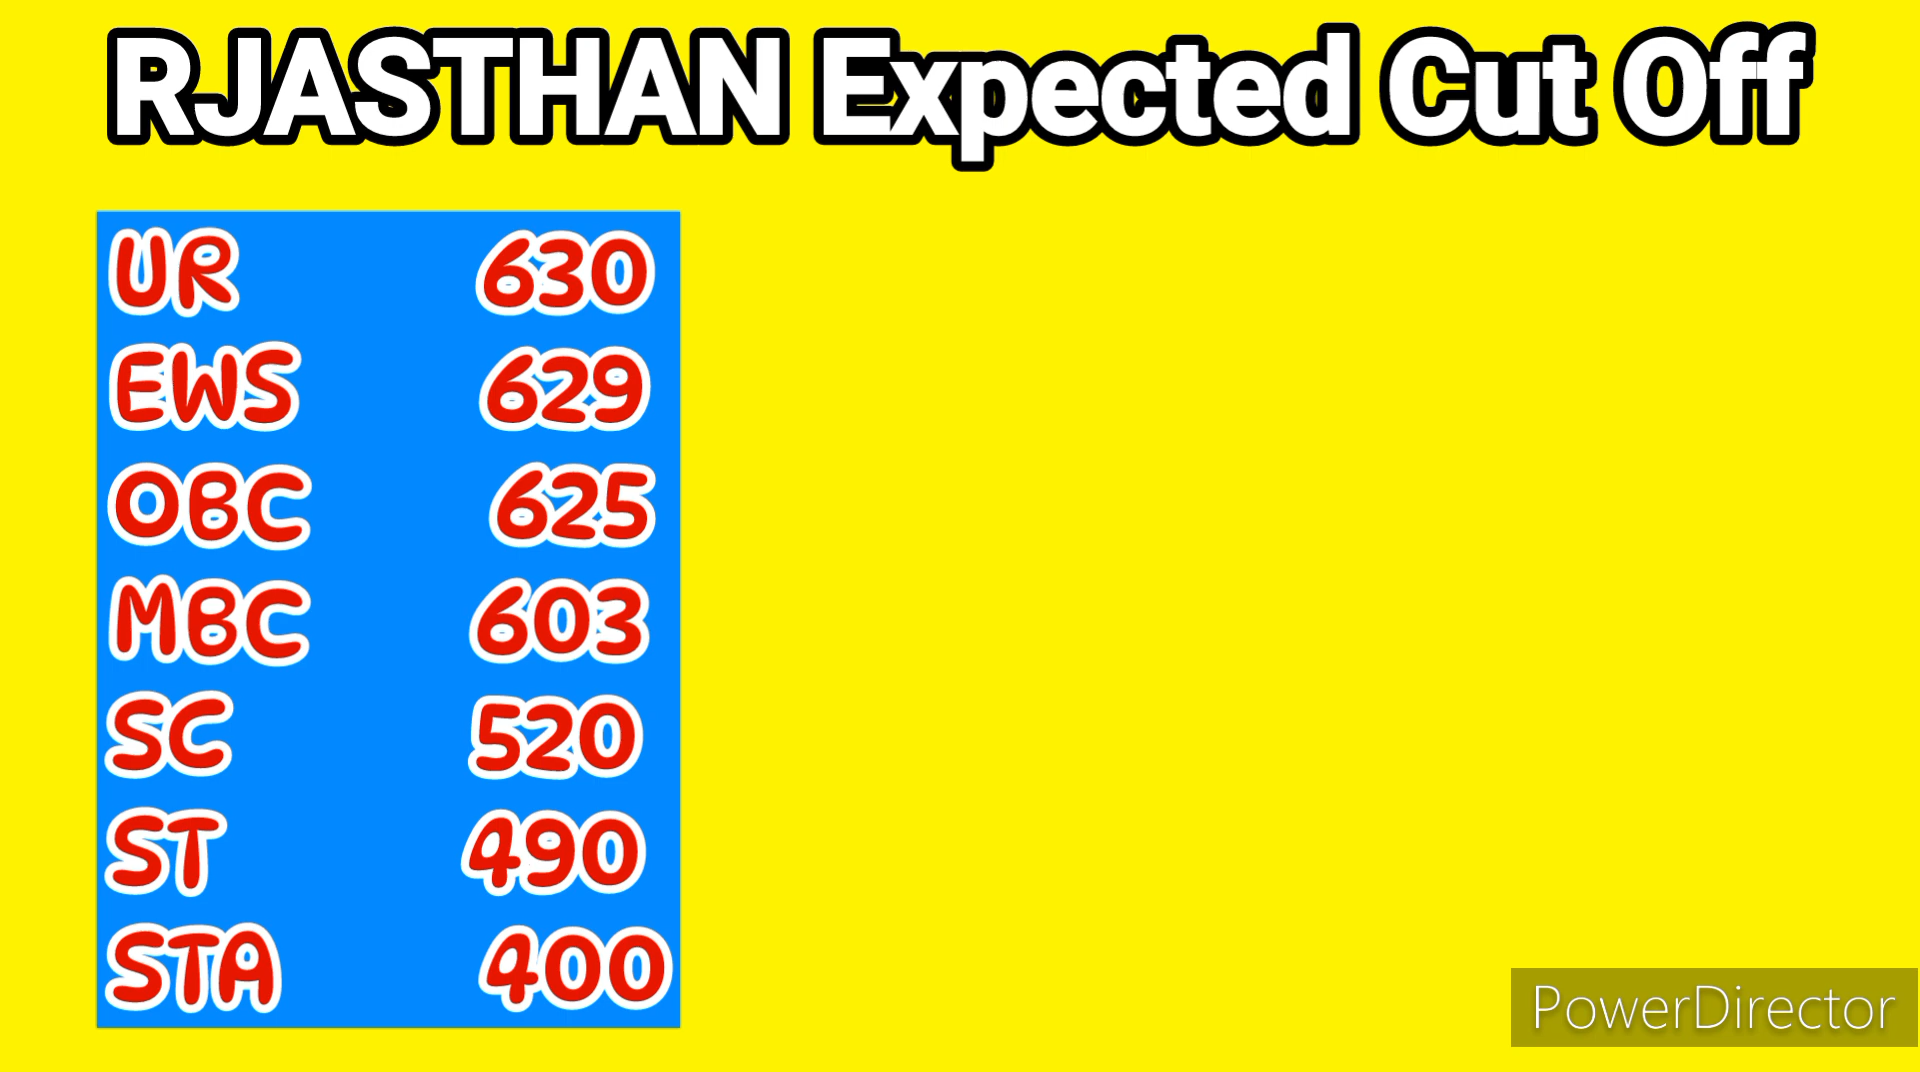 RJASTHAN Expected Cut Off
UR 630
EWS 629
OBC 625
MBC 603
SC 520
ST 490
STA 400
PowerDirector